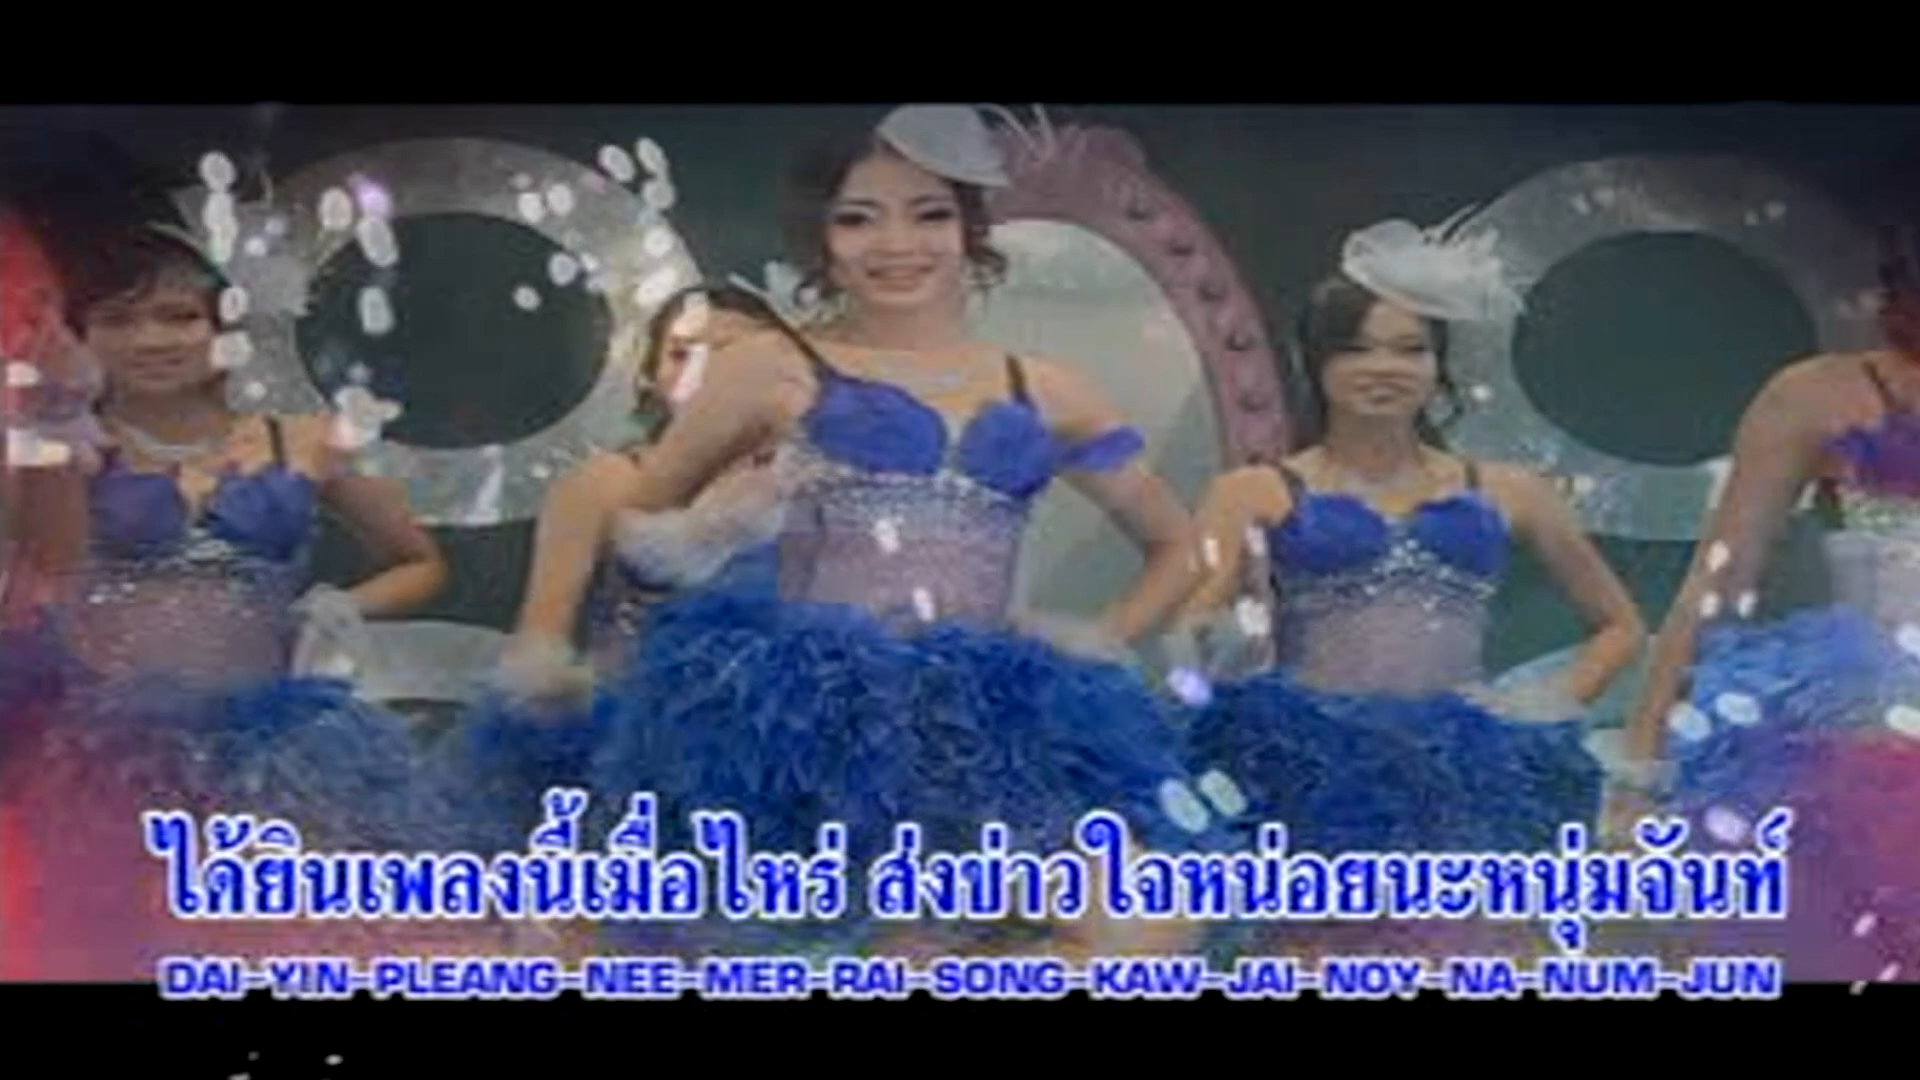 ได้ยินเพลงนี้เมื่อไหร่ ส่งข่าวใจหน่อยนะหนุ่มจันท์
DAI-YIN-PLEANG-NEE-MER-RAI-SONG-KAW-JAI-NOY-NA-NUM-JUN